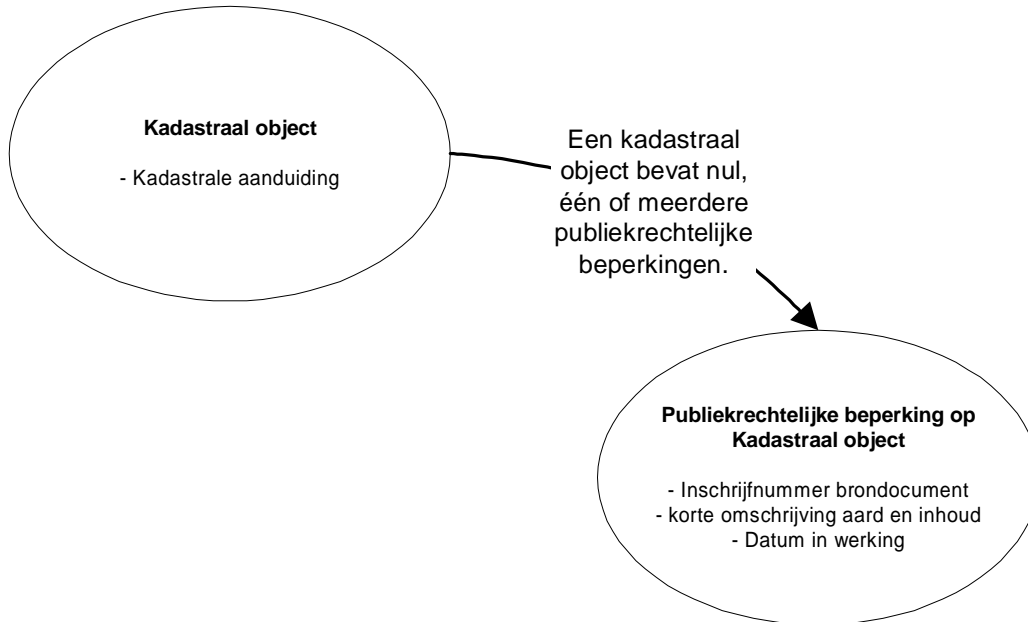 Kadastraal object
- Kadastrale aanduiding
Een kadastraal
object bevat nul,
één of meerdere
publiekrechtelijke
beperkingen.
Publiekrechtelijke beperking op
Kadastraal object
- Inschrijfnummer brondocument
- korte omschrijving aard en inhoud
- Datum in werking